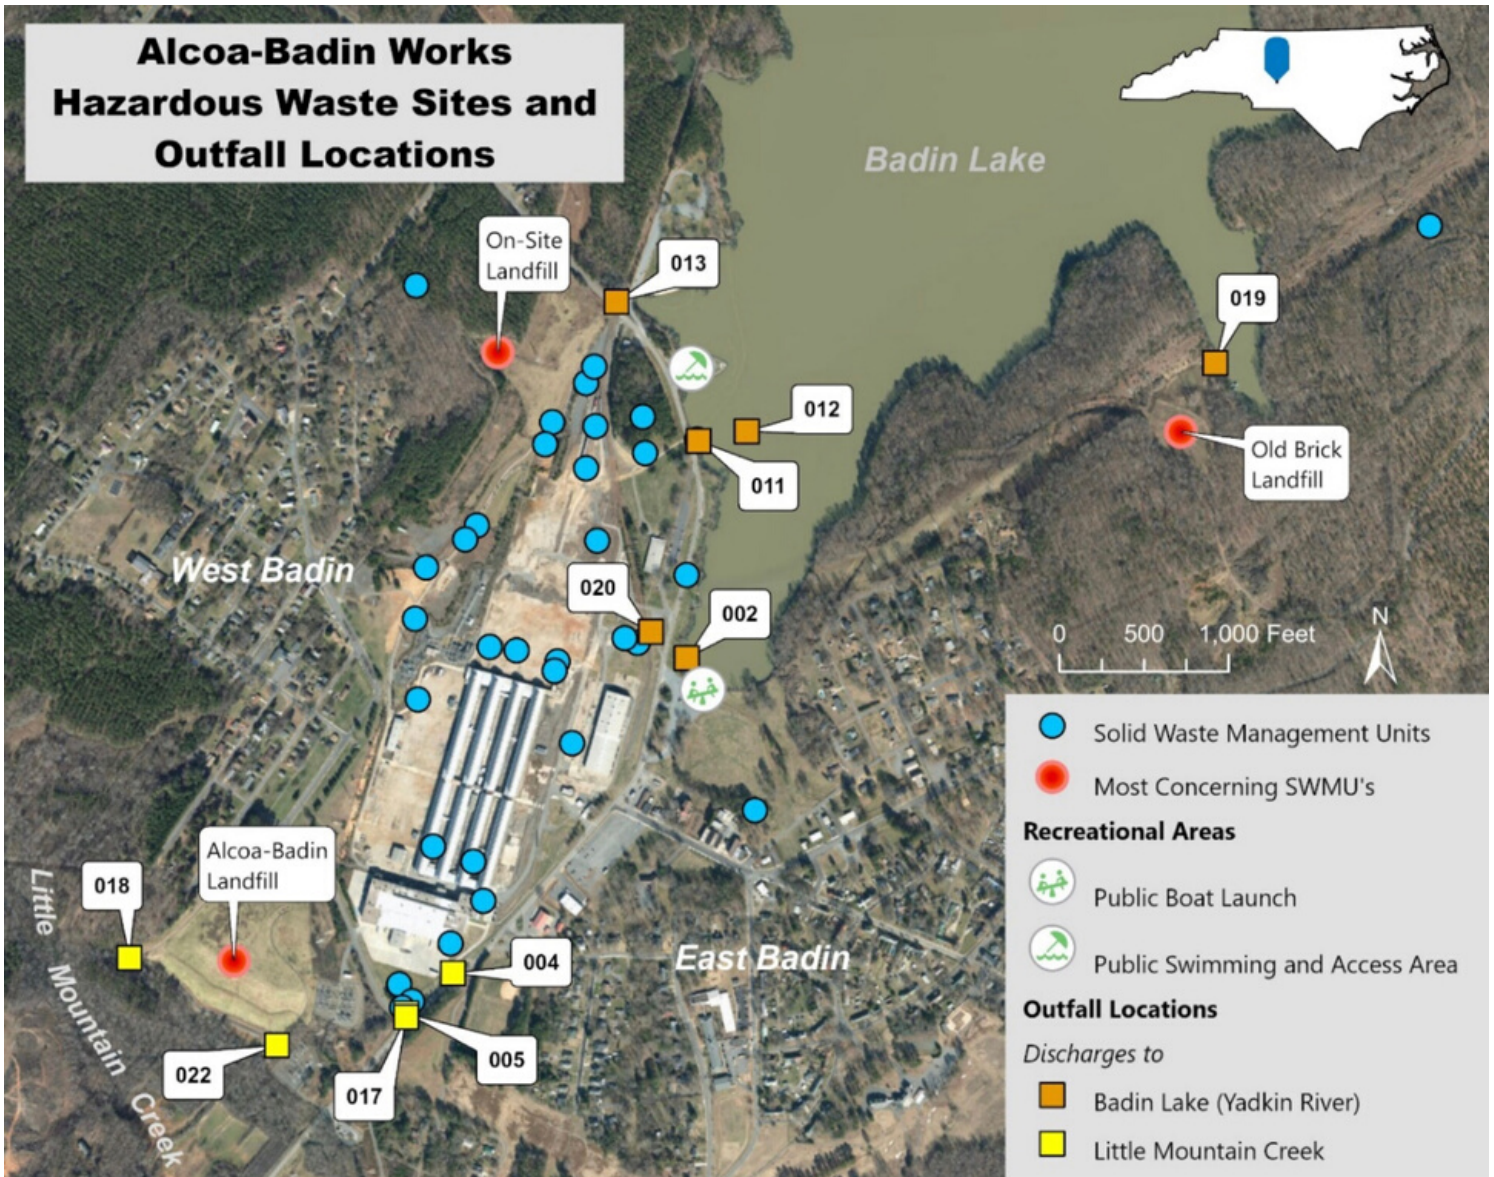 Alcoa-Badin Works
Hazardous Waste Sites and
Outfall Locations
Badin Lake
On-Site
Landfill
013
019
012
011
Old Brick
Landfill
West Badin
020
002
N
0 500 1,000 Feet
Alcoa-Badin
Landfill
018
Little
Mountain
Creek
004
East Badin
005
022
017
Solid Waste Management Units
Most Concerning SWMU's
Recreational Areas
Public Boat Launch
Public Swimming and Access Area
Outfall Locations
Discharges to
Badin Lake (Yadkin River)
Little Mountain Creek